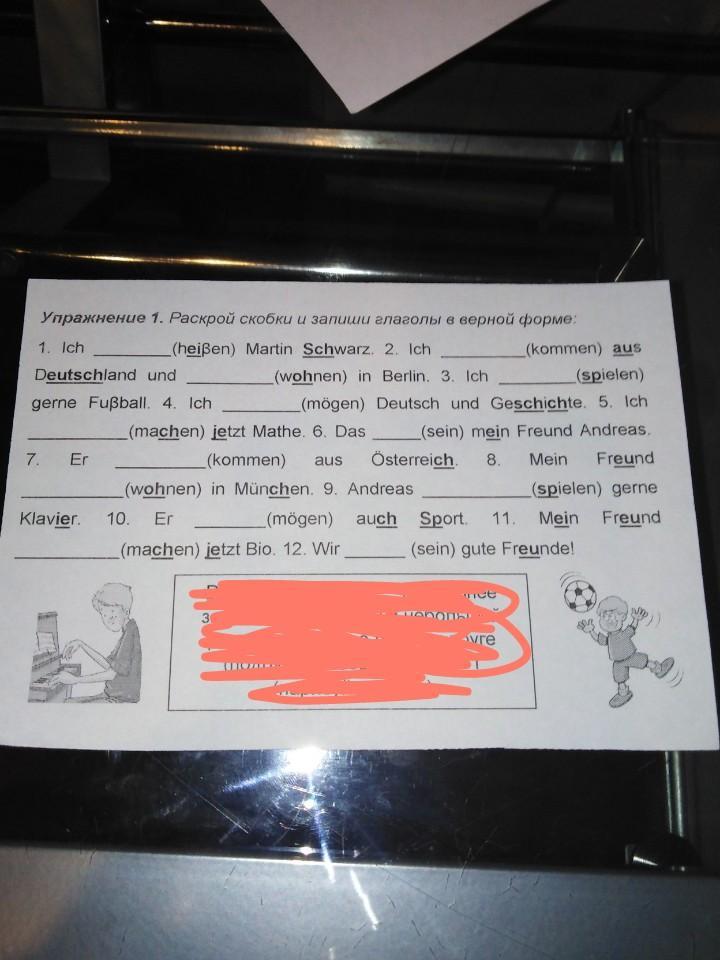 Упражнение 1. Раскрой скобки и запиши глаголы в верной форме:
1. Ich _________(heiβen) Martin Schwarz. 2. Ich __________(kommen) aus
Deutschland und __________(wohnen) in Berlin. 3. Ich _________(spielen)
gerne Fuβball. 4. Ich _________(mögen) Deutsch und Geschichte. 5. Ich
____________(machen) jetzt Mathe. 6. Das _____(sein) mein Freund Andreas.
7. Er __________(kommen) aus Österreich. 8. Mein Freund
____________(wohnen) in München. 9. Andreas ____________(spielen) gerne
Klavier. 10. Er ________(mögen) auch Sport. 11. Mein Freund
____________(machen) jetzt Bio. 12. Wir _______ (sein) gute Freunde!